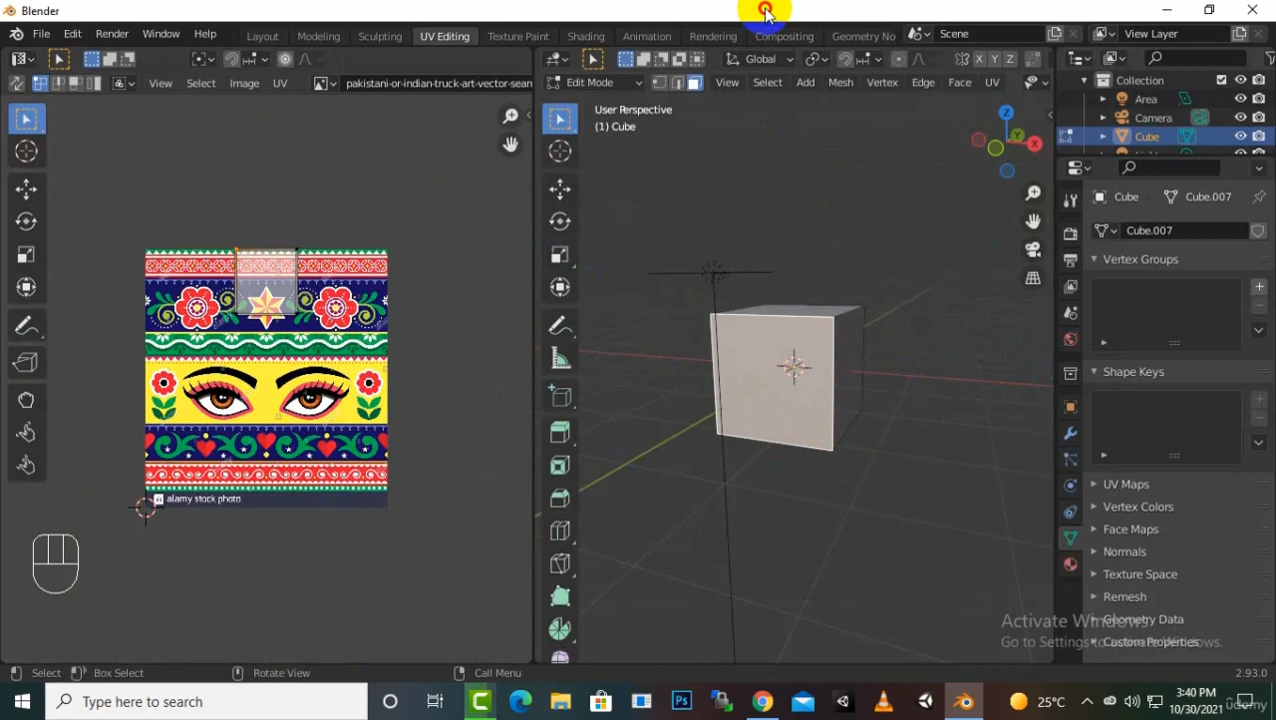 Blender
File Edit Render Window Help
Layout Modeling Sculpting UV Editing Texture Paint Shading Animation Rendering Compositing Geometry No
Scene
View Layer
View Select Image UV
pakistani-or-indian-truck-art-vector-sean
Global
Edit Mode
View Select Add Mesh Vertex Edge Face UV
User Perspective
(1) Cube
Z
Y
X
X Y Z
Collection
Area
Camera
Cube
Cube Cube.007
Cube.007
Vertex Groups
Shape Keys
UV Maps
Vertex Colors
Face Maps
Normals
Texture Space
Remesh
Geometry Data
Custom Properties
a alamy stock photo
Activate Windows
Go to Settings to activate Windows.
Select Box Select Rotate View Call Menu
2.93.0
Type here to search
Ps
25°C
3:40 PM
10/30/2021
udemy